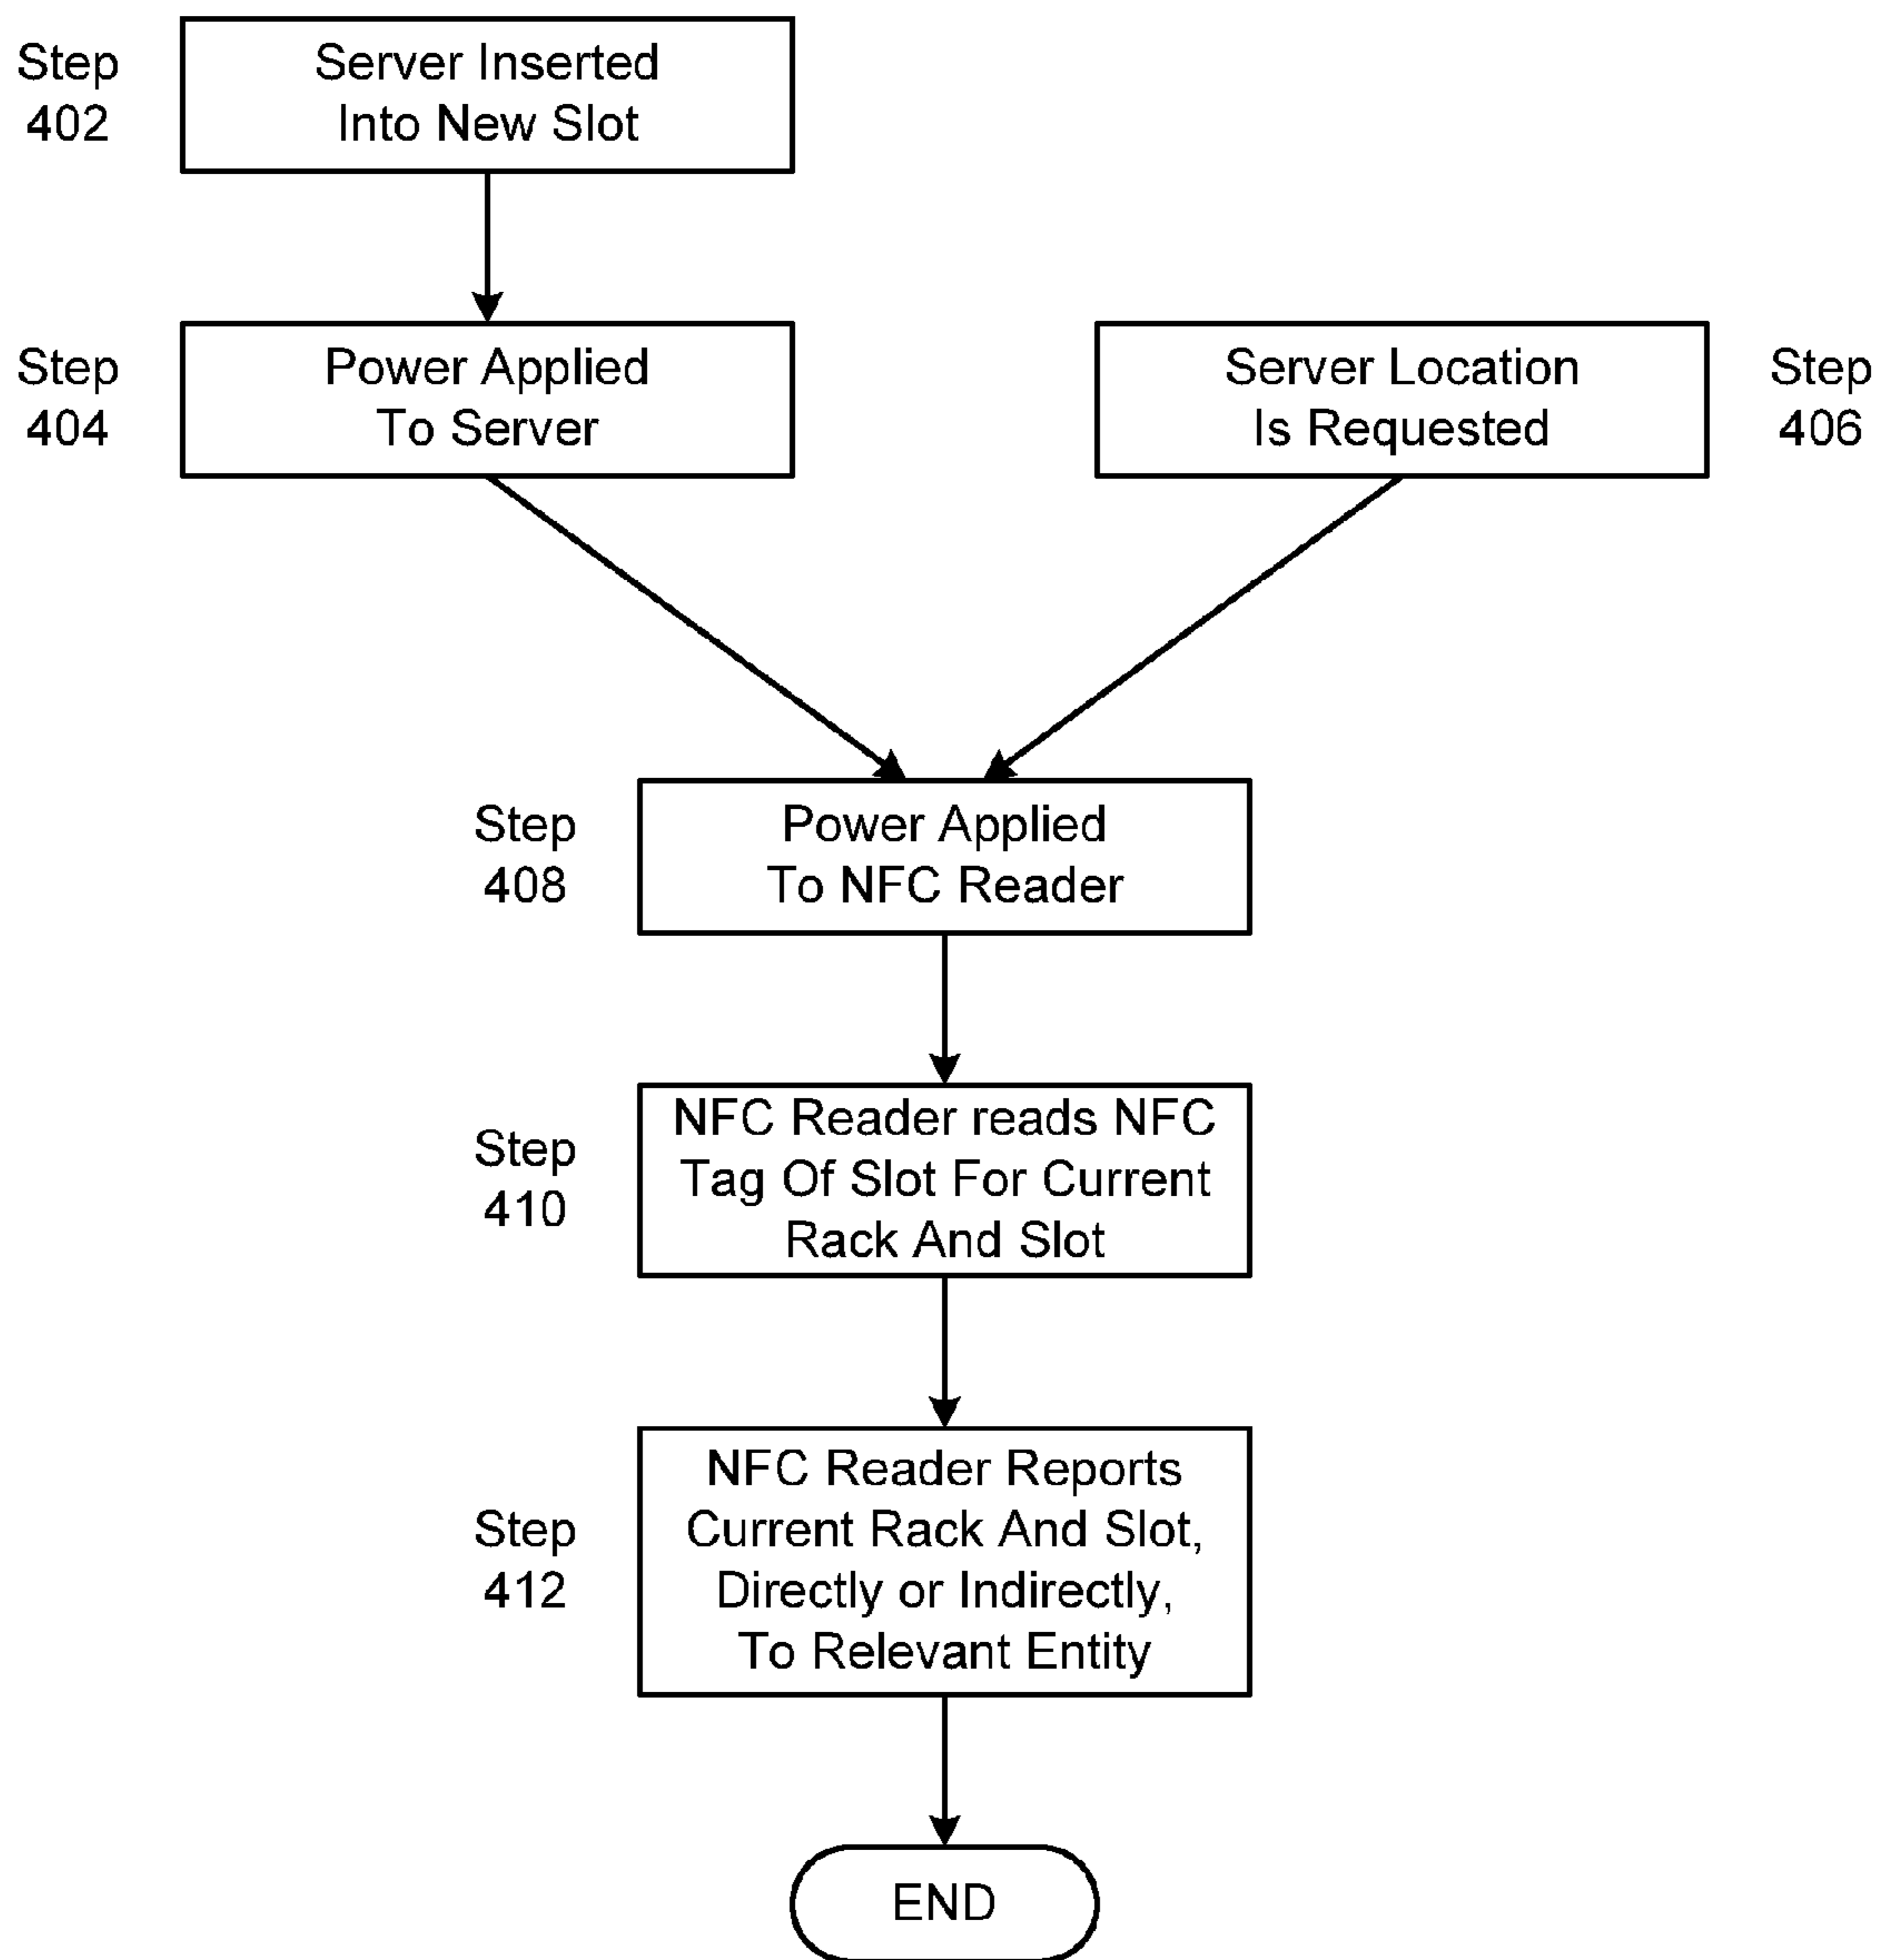 Step
402
Server Inserted
Into New Slot
Step
404
Power Applied
To Server
Server Location
Is Requested
Step
406
Step
408
Power Applied
To NFC Reader
Step
410
NFC Reader reads NFC
Tag Of Slot For Current
Rack And Slot
Step
412
NFC Reader Reports
Current Rack And Slot,
Directly or Indirectly,
To Relevant Entity
END